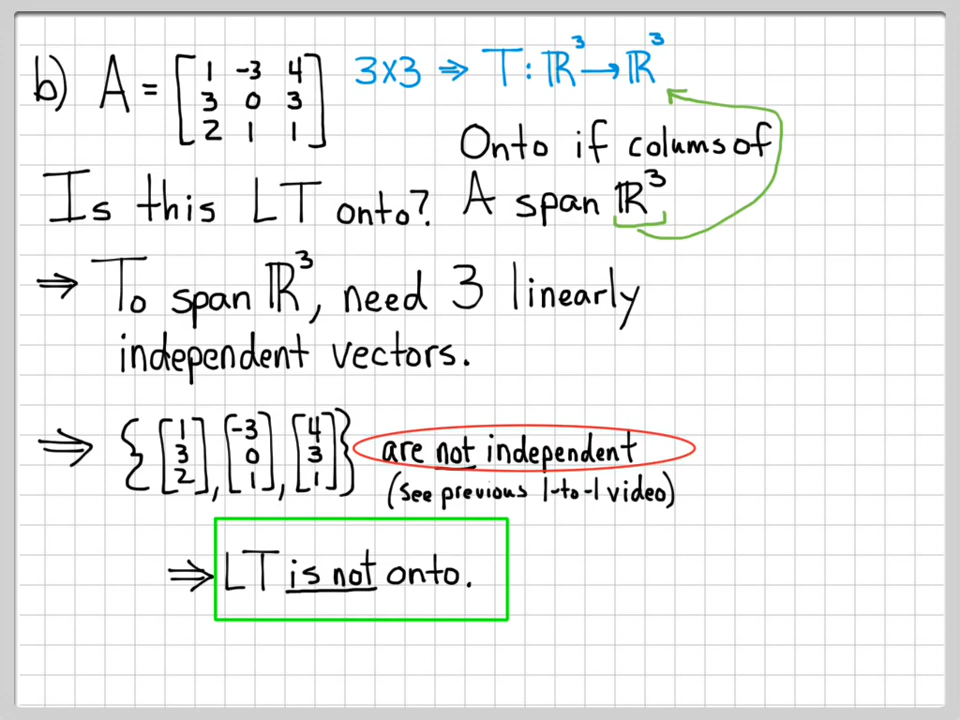 b) A = [1 -3 4; 3 0 3; 2 1 1] 3×3 ⇒ T: ℝ³ → ℝ³
Onto if colums of
Is this LT onto? A span ℝ³
⇒ To span ℝ³, need 3 linearly
independent vectors.
⇒ {[1 3 2], [-3 0 1], [4 3 1]} are not independent
(see previous 1-to-1 video)
⇒ LT is not onto.